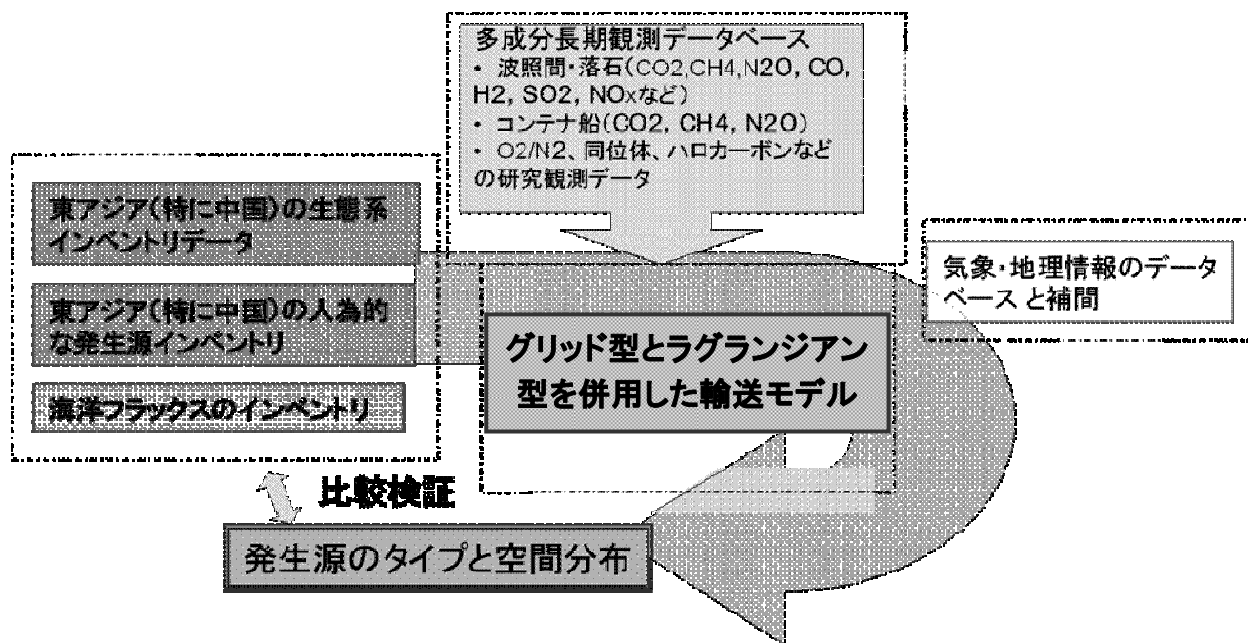 多成分長期観測データベース
・ 波照間・落石(CO2,CH4,N2O, CO,
H2, SO2, NOxなど)
・ コンテナ船(CO2, CH4, N2O)
・ O2/N2、同位体、ハロカーボンなど
の研究観測データ
東アジア(特に中国)の生態系
インベントリデータ
東アジア(特に中国)の人為的
な発生源インベントリ
海洋フラックスのインベントリ
気象・地理情報のデータ
ベースと補間
グリッド型とラグランジアン
型を併用した輸送モデル
比較検証
発生源のタイプと空間分布